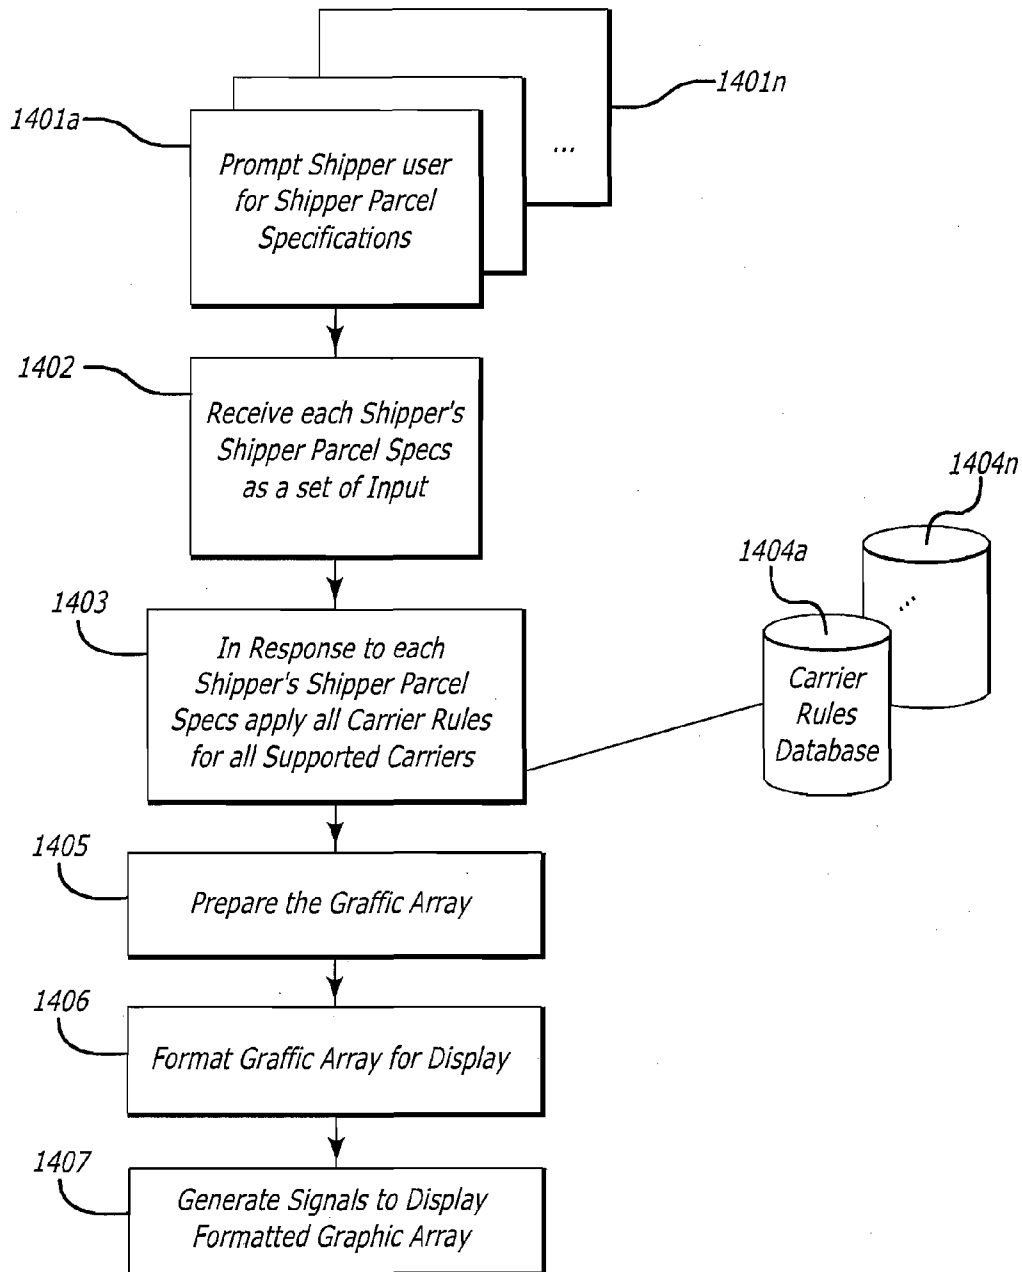 1401n
1401a
...
Prompt Shipper user
for Shipper Parcel
Specifications
1402
Receive each Shipper's
Shipper Parcel Specs
as a set of Input
1404n
1404a
...
Carrier
Rules
Database
1403
In Response to each
Shipper's Shipper Parcel
Specs apply all Carrier Rules
for all Supported Carriers
1405
Prepare the Graffic Array
1406
Format Graffic Array for Display
1407
Generate Signals to Display
Formatted Graphic Array